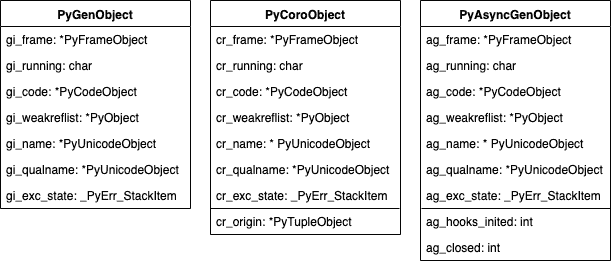 PyGenObject
gi_frame: *PyFrameObject
gi_running: char
gi_code: *PyCodeObject
gi_weakreflist: *PyObject
gi_name: *PyUnicodeObject
gi_qualname: *PyUnicodeObject
gi_exc_state: _PyErr_StackItem
PyCoroObject
cr_frame: *PyFrameObject
cr_running: char
cr_code: *PyCodeObject
cr_weakreflist: *PyObject
cr_name: * PyUnicodeObject
cr_qualname: *PyUnicodeObject
cr_exc_state: _PyErr_StackItem
cr_origin: *PyTupleObject
PyAsyncGenObject
ag_frame: *PyFrameObject
ag_running: char
ag_code: *PyCodeObject
ag_weakreflist: *PyObject
ag_name: * PyUnicodeObject
ag_qualname: *PyUnicodeObject
ag_exc_state: _PyErr_StackItem
ag_hooks_inited: int
ag_closed: int